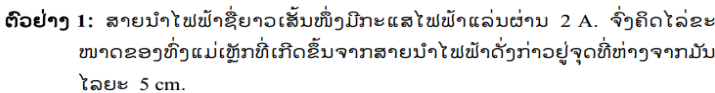 ຕົວຢ່າງ 1: ສາຍນຳໄຟຟ້າຊື່ຍາວເສັ້ນໜຶ່ງມີກະແສໄຟຟ້າແລ່ນຜ່ານ 2 A. ຈົ່ງຄິດໄລ່ຂະ
ໜາດຂອງທົ່ງແມ່ເຫຼັກທີ່ເກີດຂຶ້ນຈາກສາຍນຳໄຟຟ້າດັ່ງກ່າວຢູ່ຈຸດທີ່ຫ່າງຈາກມັນ
ໄລຍະ 5 cm.